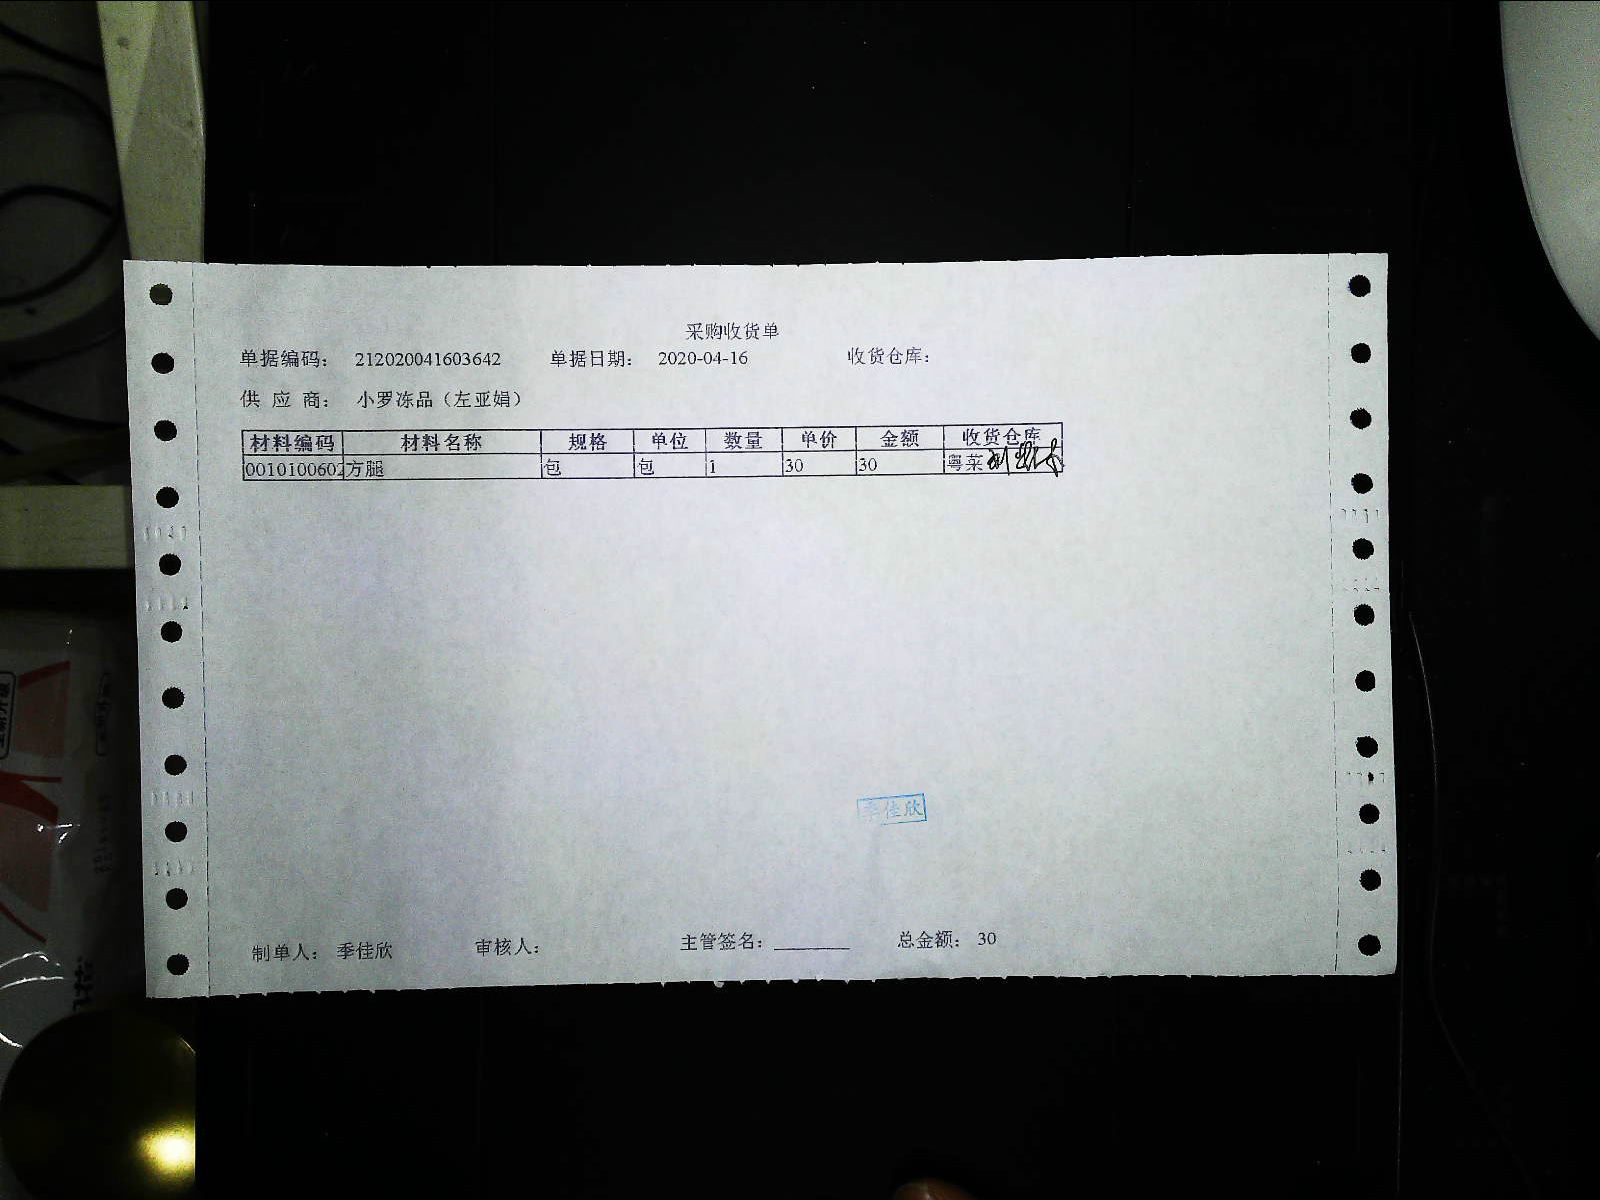 采购收货单
单据编码： 212020041603642 单据日期： 2020-04-16 收货仓库：
供 应 商： 小罗冻品（左亚娟）
材料编码 材料名称 规格 单位 数量 单价 金额 收货仓库
0010100602 方腿 包 包 1 30 30 粤菜
季佳欣
制单人： 季佳欣 审核人： 主管签名： 总金额： 30